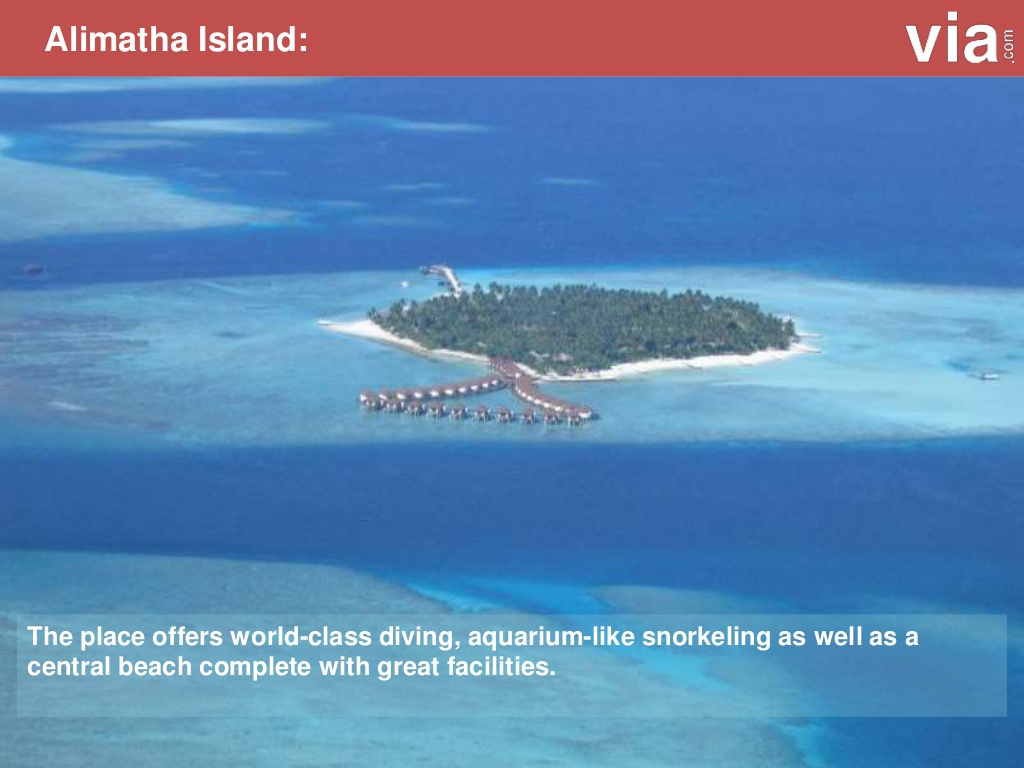 Alimatha Island:
via.com
The place offers world-class diving, aquarium-like snorkeling as well as a
central beach complete with great facilities.